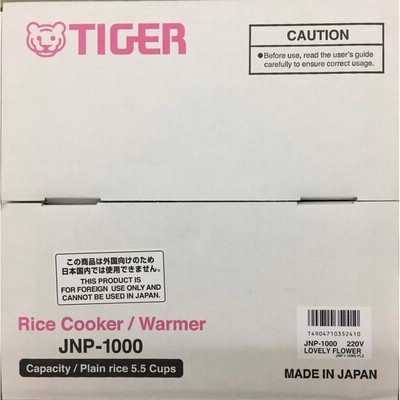 TIGER
CAUTION
●Before use, read the user's guide
carefully to ensure correct usage.
この商品は外国向けのため
日本国内では使用できません。
THIS PRODUCT IS
FOR FOREIGN USE ONLY AND
CANNOT BE USED IN JAPAN.
Rice Cooker / Warmer
JNP-1000
Capacity / Plain rice 5.5 Cups
T4904710352410
JNP-1000 220V
LOVELY FLOWER
MADE IN JAPAN